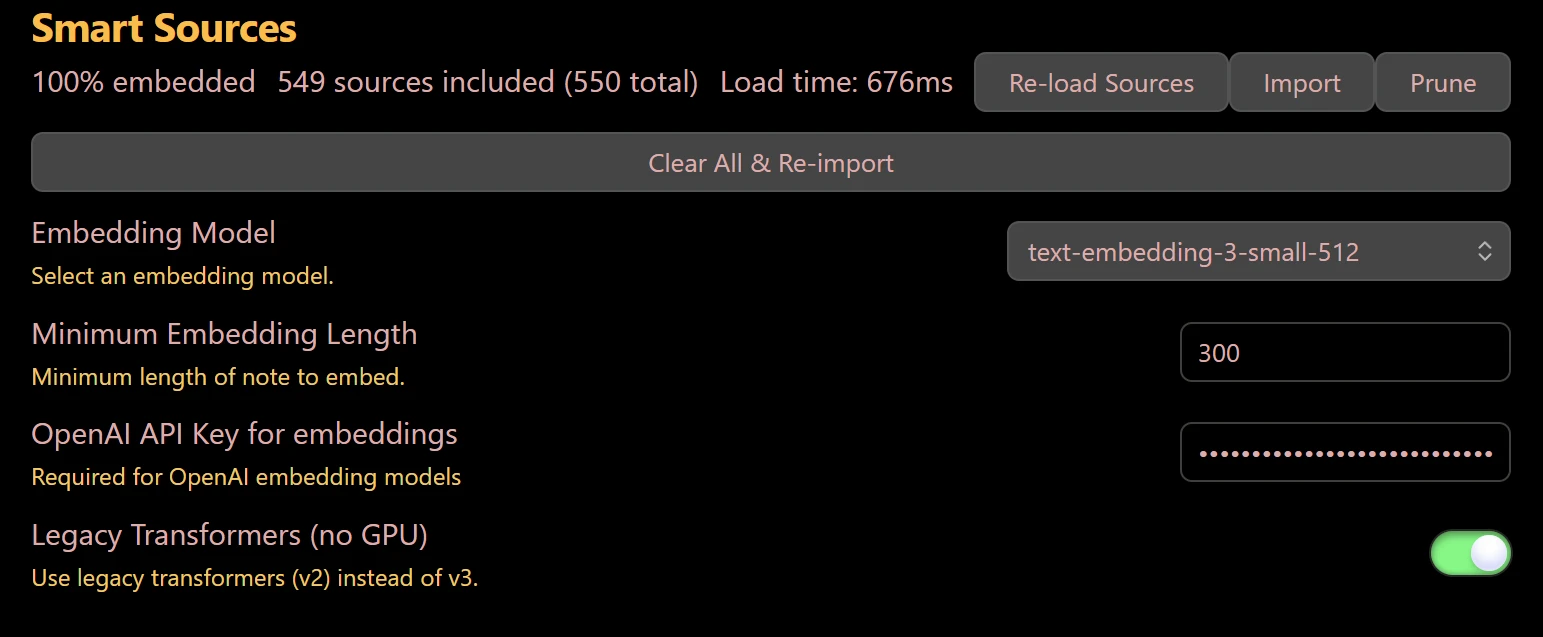 Smart Sources
100% embedded 549 sources included (550 total) Load time: 676ms Re-load Sources Import Prune
Clear All & Re-import
Embedding Model
text-embedding-3-small-512
Select an embedding model.
Minimum Embedding Length
300
Minimum length of note to embed.
OpenAI API Key for embeddings
••••••••••••••••••••••••••••
Required for OpenAI embedding models
Legacy Transformers (no GPU)
Use legacy transformers (v2) instead of v3.